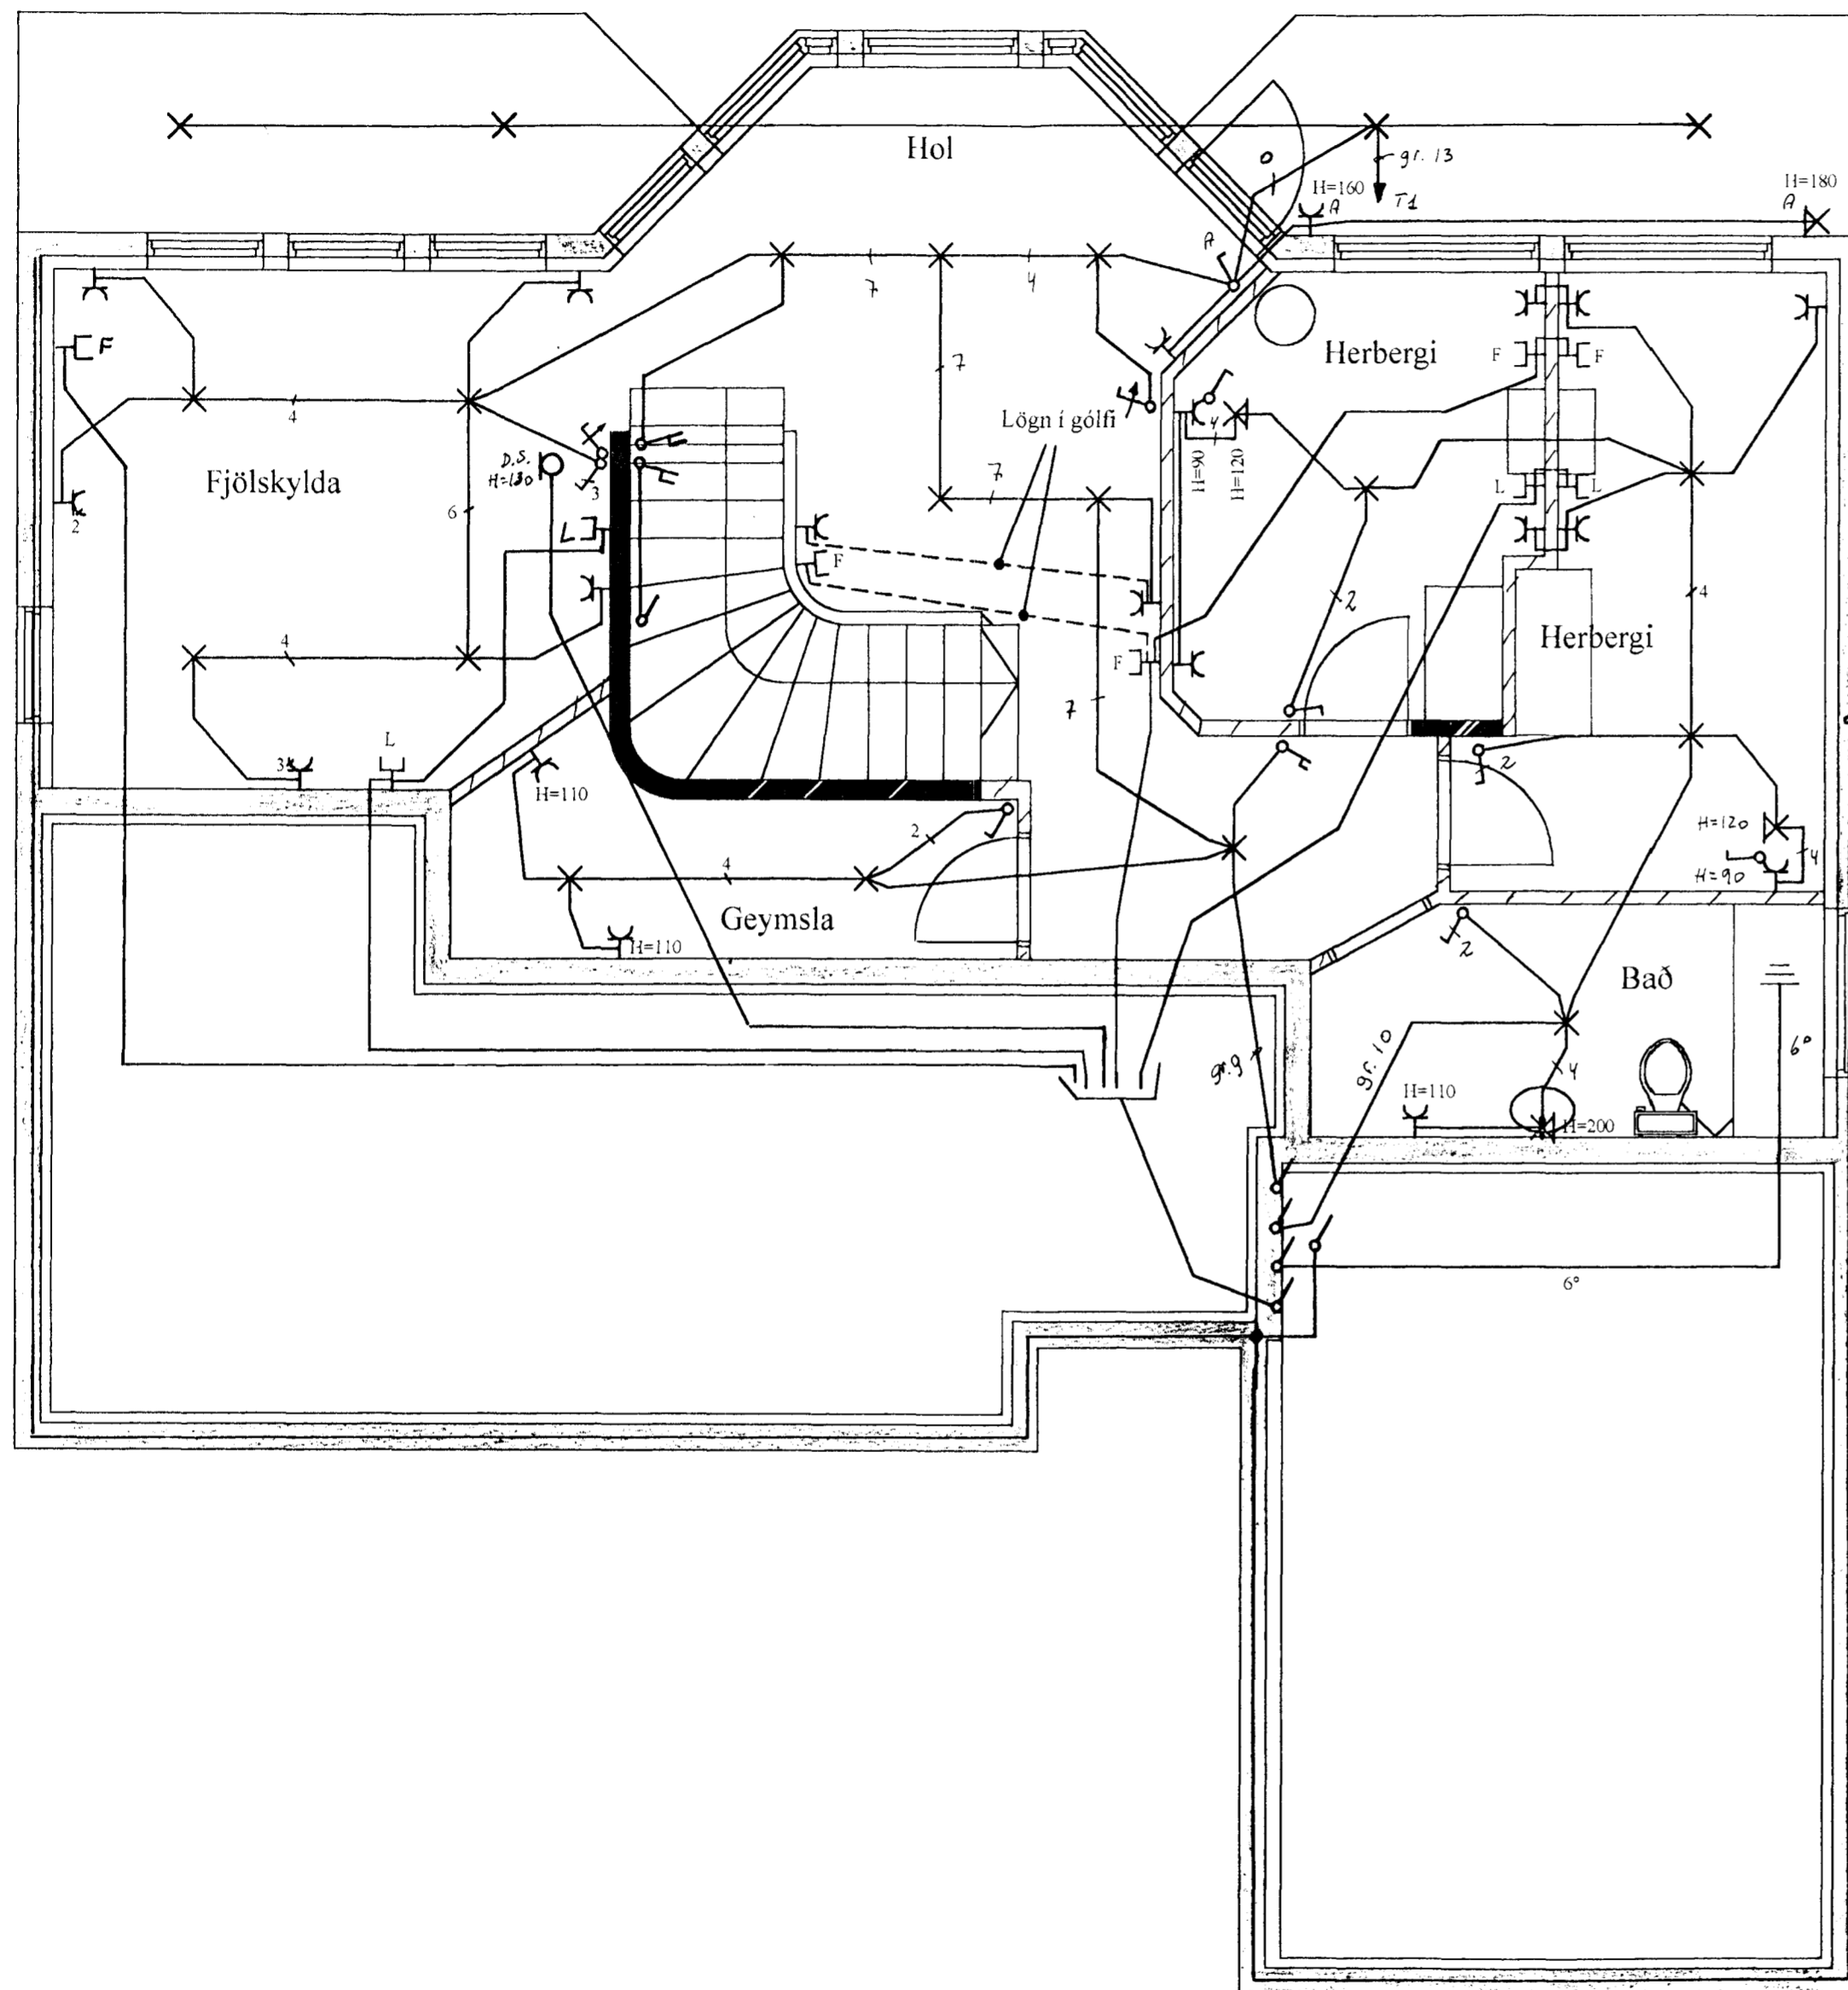 Hol
gr. 13
T1
H=160
A
H=180
A
A
7
4
7
Herbergi
F
F
F
4
4
Lögn í gólfi
H=90
H=120
Fjölskylda
D.S.
H=130
3
2
6
L
7
L
L
F
2
4
Herbergi
4
F
7
3
L
H=110
2
2
H=120
4
H=90
4
Geymsla
H=110
2
Bað
gr.9
gr.10
6°
4
H=110
H=200
6°